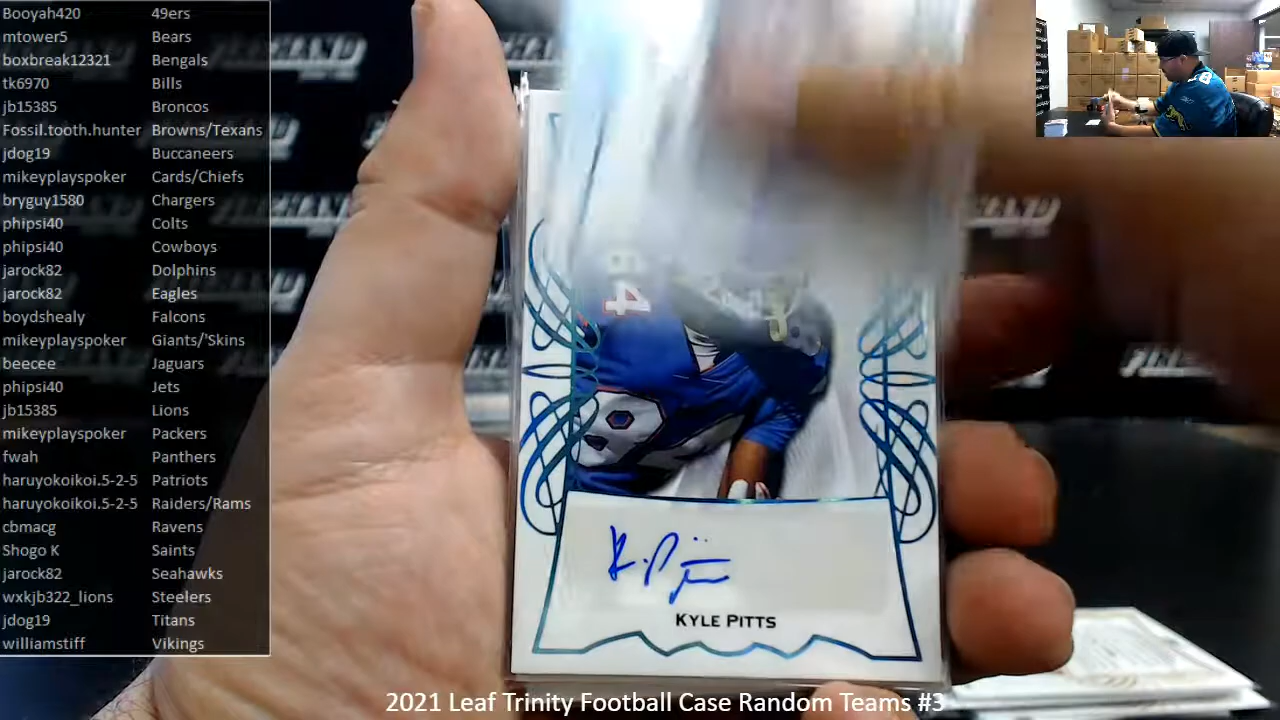 Booyah420 49ers
mtower5 Bears
boxbreak12321 Bengals
tk6970 Bills
jb15385 Broncos
Fossil.tooth.hunter Browns/Texans
jdog19 Buccaneers
mikeyplayspoker Cards/Chiefs
bryguy1580 Chargers
phipsi40 Colts
phipsi40 Cowboys
jarock82 Dolphins
jarock82 Eagles
boydshealy Falcons
mikeyplayspoker Giants/'Skins
beecee Jaguars
phipsi40 Jets
jb15385 Lions
mikeyplayspoker Packers
fwah Panthers
haruyokoikoi.5-2-5 Patriots
haruyokoikoi.5-2-5 Raiders/Rams
cbmacg Ravens
Shogo K Saints
jarock82 Seahawks
wxkjb322_lions Steelers
jdog19 Titans
williamstiff Vikings
84
KYLE PITTS
2021 Leaf Trinity Football Case Random Teams #3